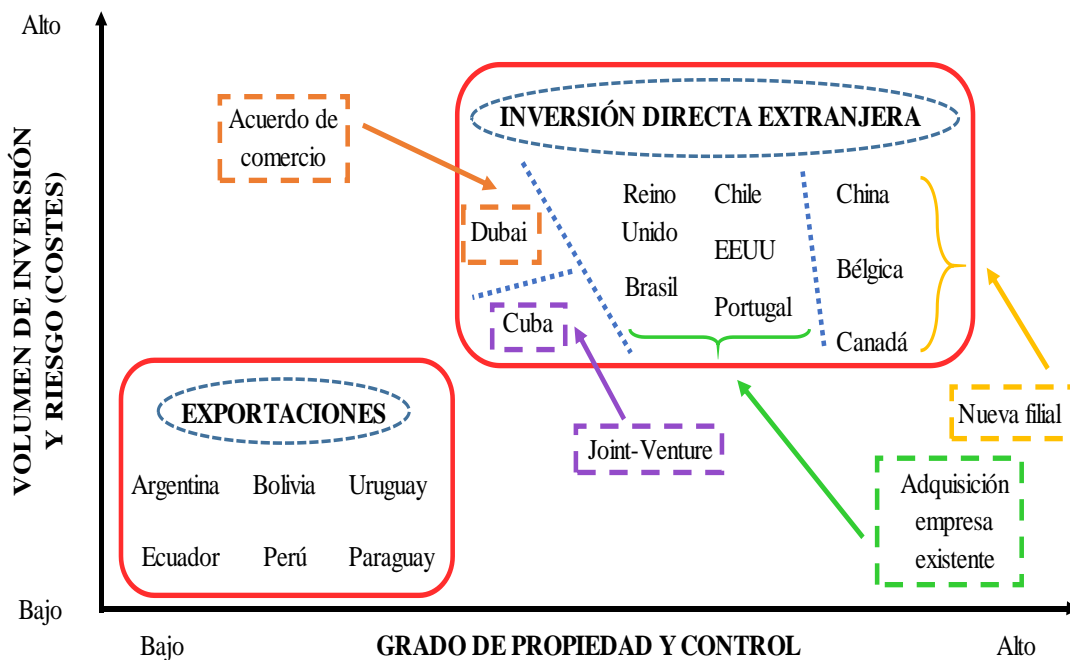 Alto
VOLUMEN DE INVERSIÓN
Y RIESGO (COSTES)
Bajo
Acuerdo de
comercio
INVERSIÓN DIRECTA EXTRANJERA
Dubai
Cuba
Reino
Unido
Brasil
Chile
EEUU
Portugal
China
Bélgica
Canadá
Nueva filial
Joint-Venture
Adquisición
empresa
existente
EXPORTACIONES
Argentina Bolivia Uruguay
Ecuador Perú Paraguay
Bajo GRADO DE PROPIEDAD Y CONTROL Alto